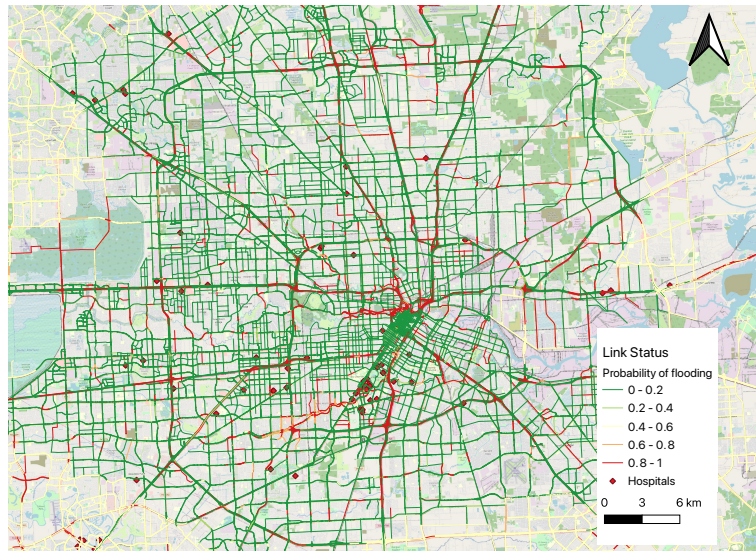 Link Status
Probability of flooding
0 - 0.2
0.2 - 0.4
0.4 - 0.6
0.6 - 0.8
0.8 - 1
Hospitals
0 3 6 km